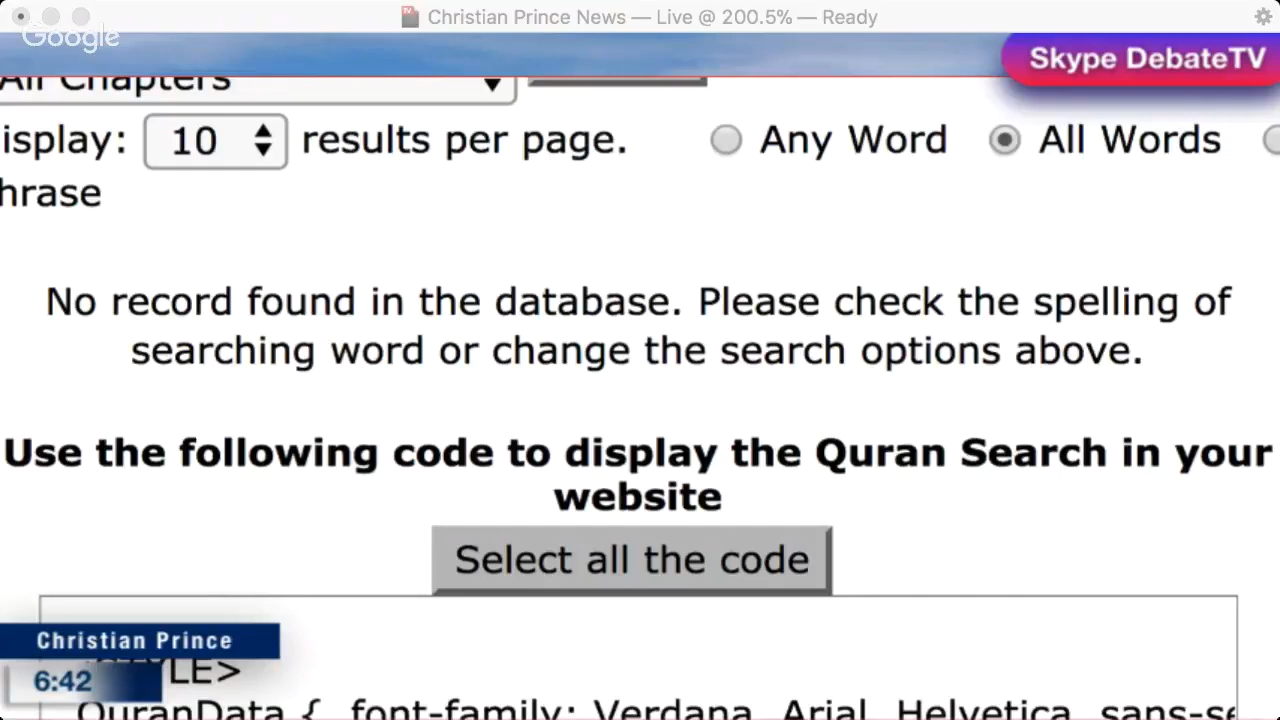 Christian Prince News — Live @ 200.5% — Ready
Google
Skype DebateTV
All Chapters
isplay: 10 results per page. Any Word All Words
hrase
No record found in the database. Please check the spelling of
searching word or change the search options above.
Use the following code to display the Quran Search in your
website
Select all the code
Christian Prince
TYLE>
6:42
QuranData { font-family: Verdana, Arial, Helvetica, sans-se